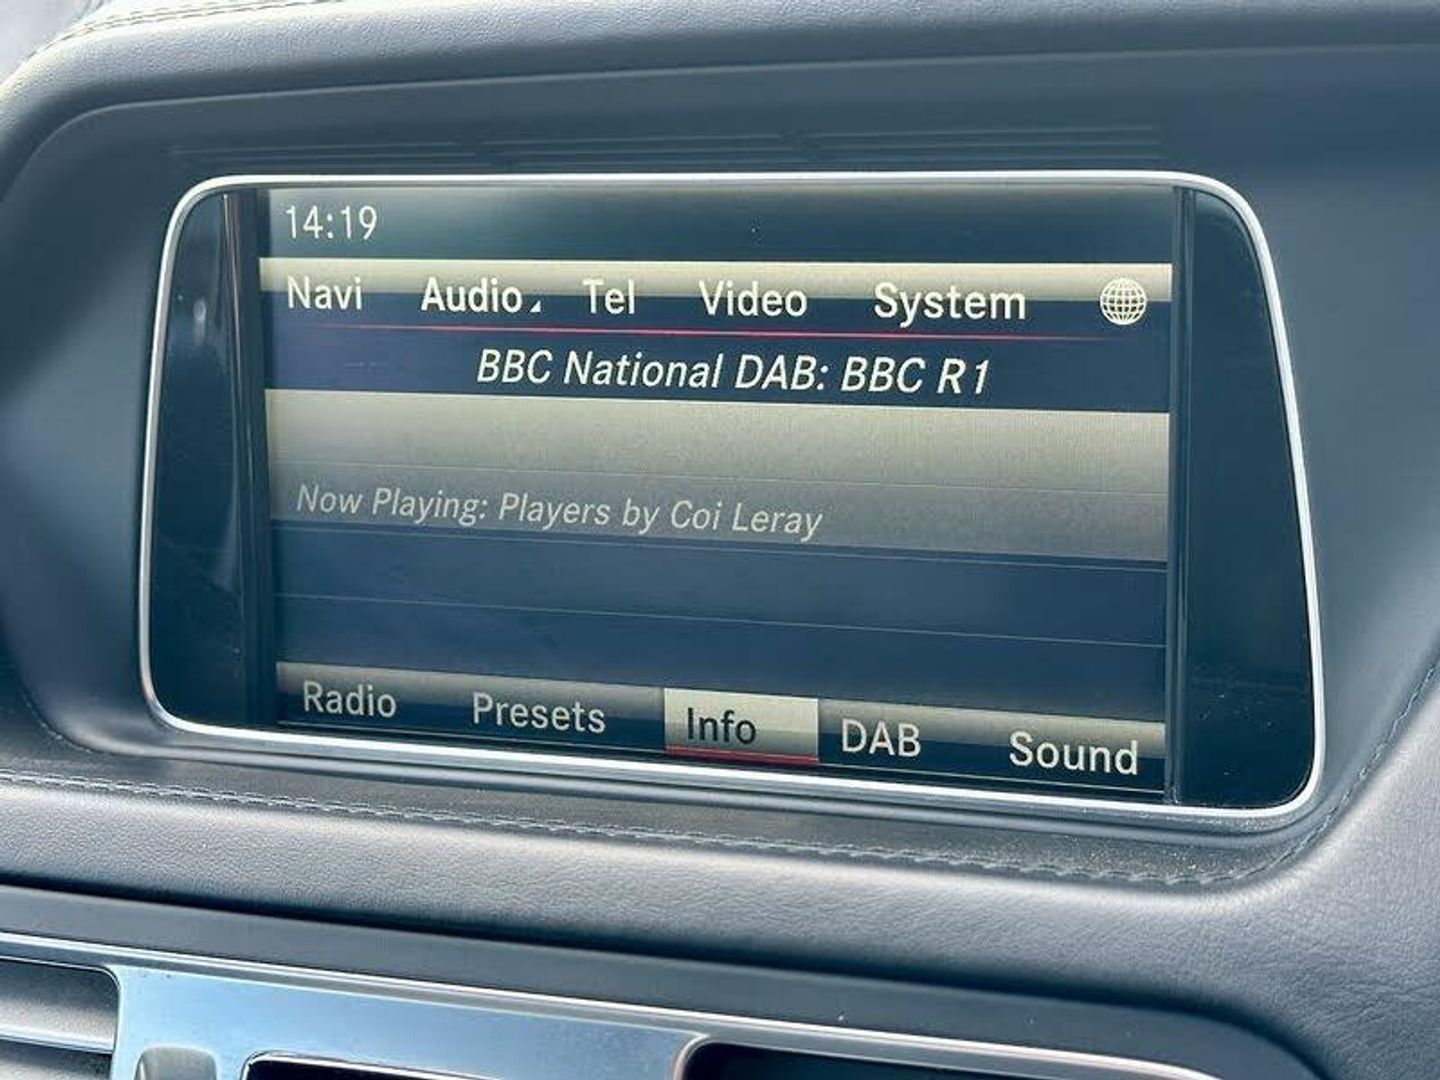 14:19
Navi Audio Tel Video System
BBC National DAB: BBC R1
Now Playing: Players by Coi Leray
Radio Presets Info DAB Sound